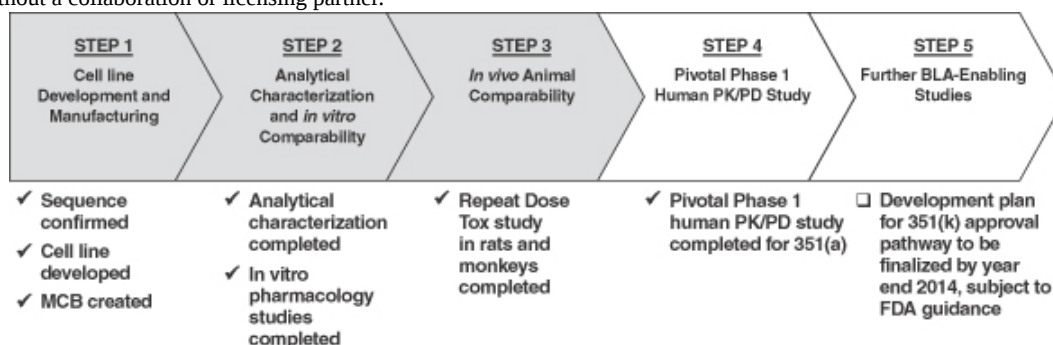 without a collaboration or licensing partner.
STEP 1
Cell line
Development and
Manufacturing
STEP 2
Analytical
Characterization
and in vitro
Comparability
STEP 3
In vivo Animal
Comparability
STEP 4
Pivotal Phase 1
Human PK/PD Study
STEP 5
Further BLA-Enabling
Studies
✓ Sequence
confirmed
✓ Cell line
developed
✓ MCB created
✓ Analytical
characterization
completed
✓ In vitro
pharmacology
studies
completed
✓ Repeat Dose
Tox study
in rats and
monkeys
completed
✓ Pivotal Phase 1
human PK/PD study
completed for 351(a)
❑ Development plan
for 351(k) approval
pathway to be
finalized by year
end 2014, subject to
FDA guidance